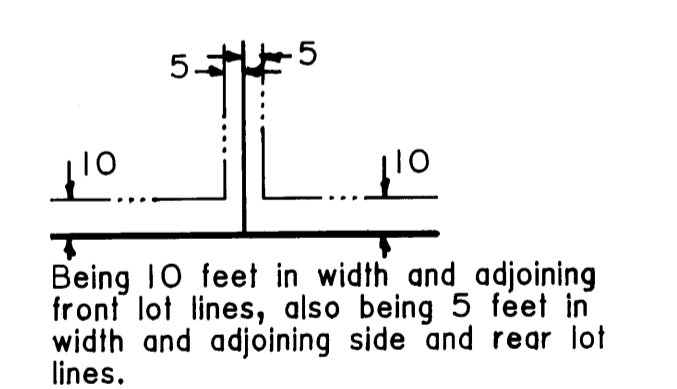 5 5
10 10
Being 10 feet in width and adjoining
front lot lines, also being 5 feet in
width and adjoining side and rear lot
lines.